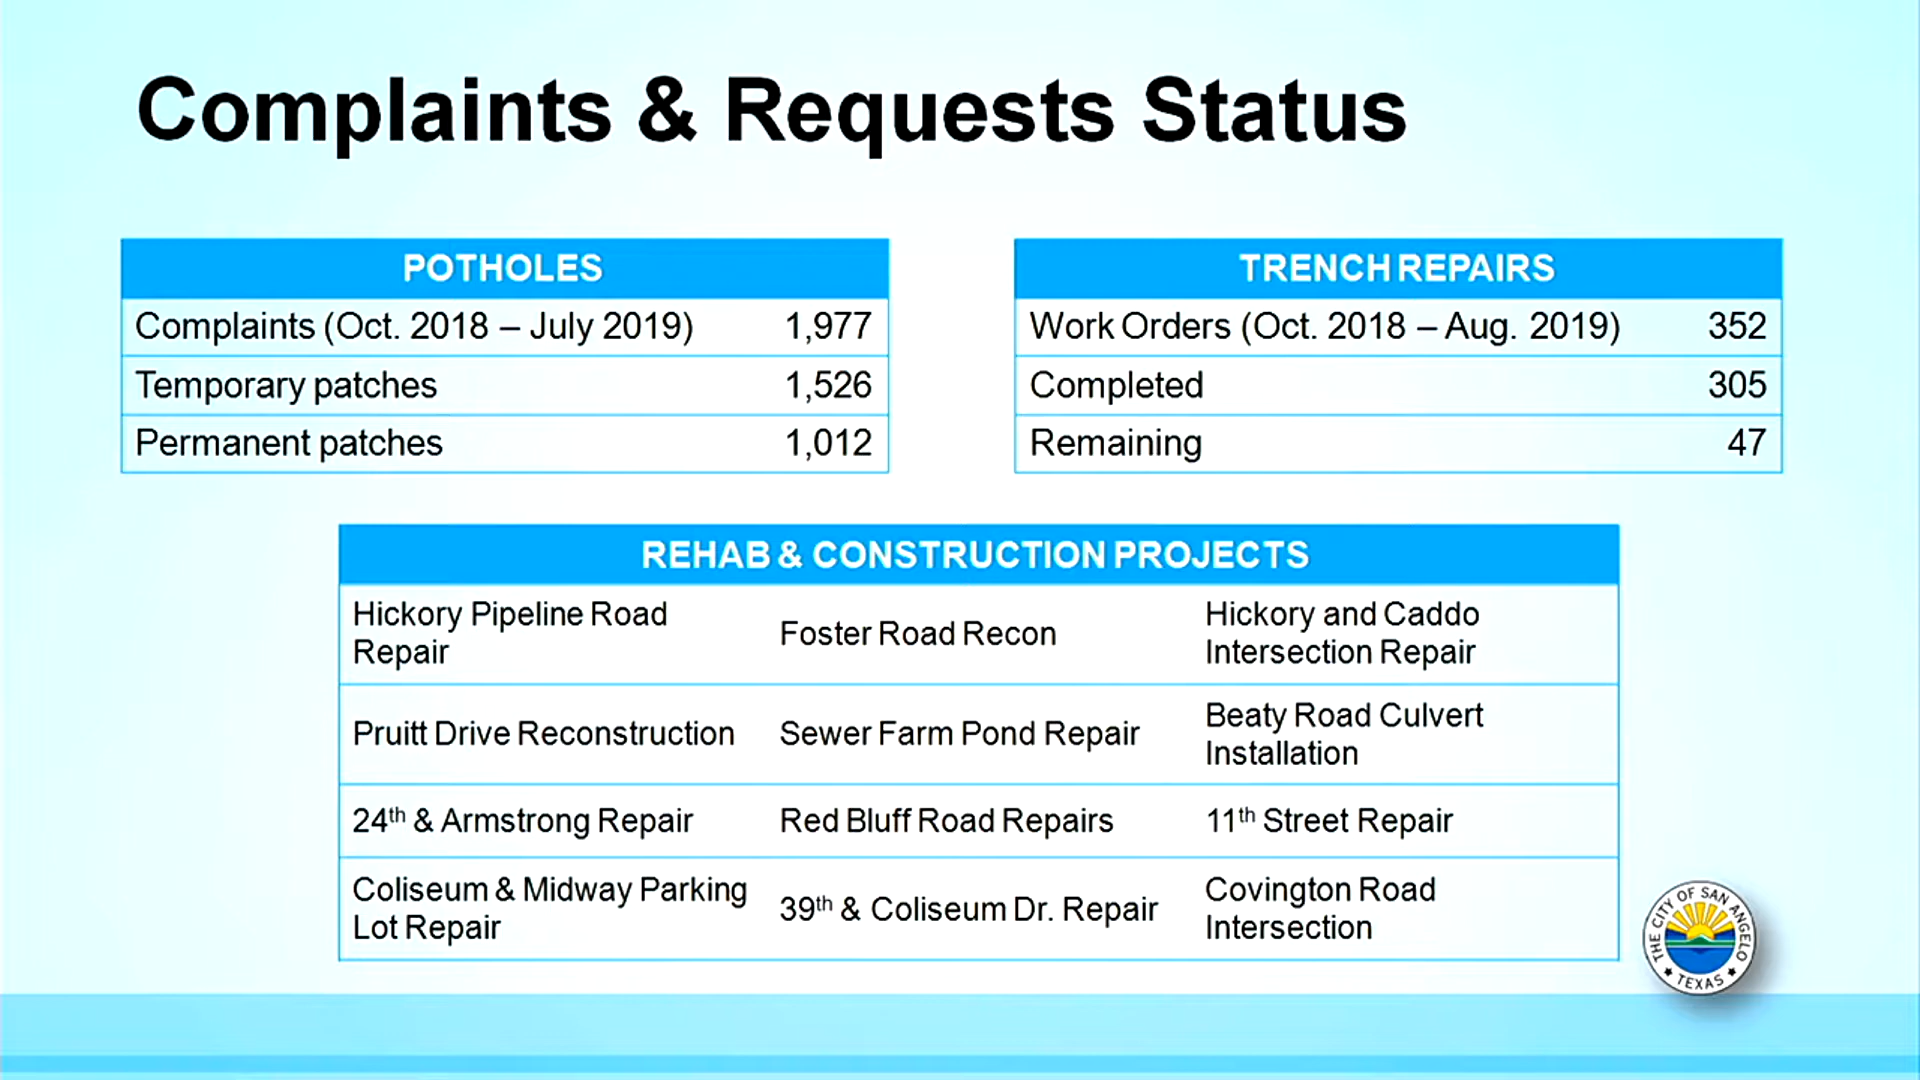 Complaints & Requests Status
POTHOLES
Complaints (Oct. 2018 – July 2019) 1,977
Temporary patches 1,526
Permanent patches 1,012
TRENCH REPAIRS
Work Orders (Oct. 2018 – Aug. 2019) 352
Completed 305
Remaining 47
REHAB & CONSTRUCTION PROJECTS
Hickory Pipeline Road
Repair
Foster Road Recon
Hickory and Caddo
Intersection Repair
Pruitt Drive Reconstruction
Sewer Farm Pond Repair
Beaty Road Culvert
Installation
24th & Armstrong Repair
Red Bluff Road Repairs
11th Street Repair
Coliseum & Midway Parking
Lot Repair
39th & Coliseum Dr. Repair
Covington Road
Intersection
THE CITY OF SAN ANGELO
TEXAS